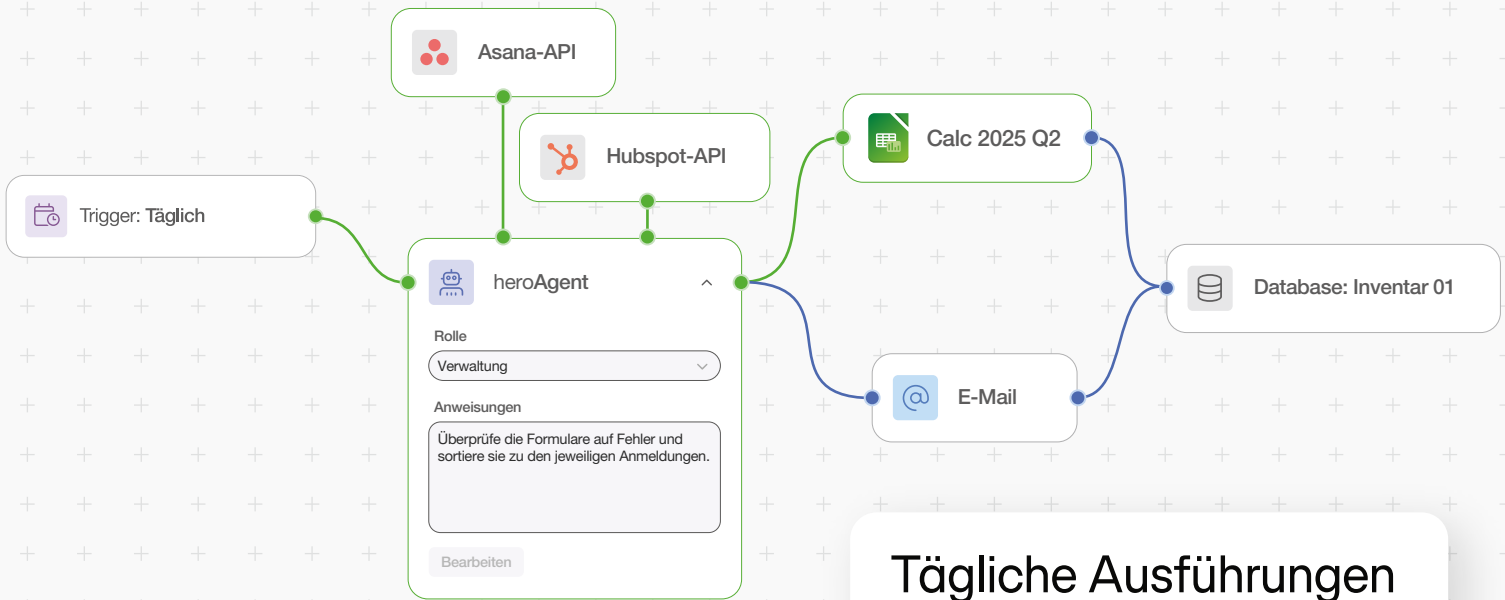 Asana-API
Hubspot-API
Calc 2025 Q2
Trigger: Täglich
heroAgent
Database: Inventar 01
Rolle
Verwaltung
E-Mail
Anweisungen
Überprüfe die Formulare auf Fehler und
sortiere sie zu den jeweiligen Anmeldungen.
Bearbeiten
Tägliche Ausführungen